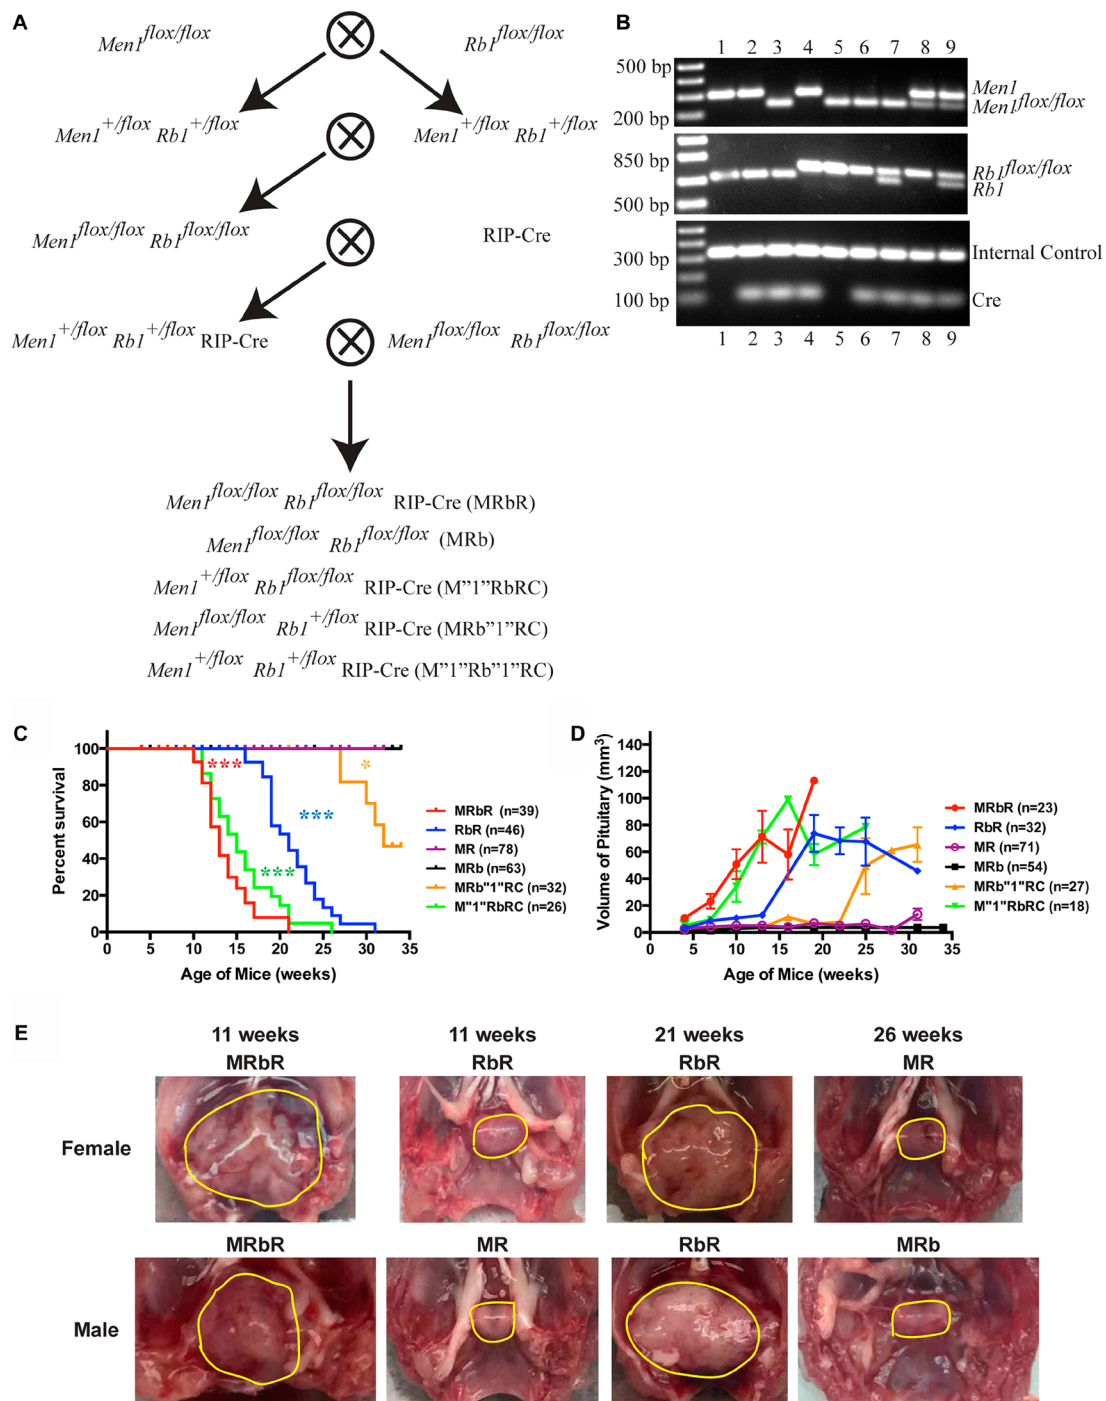 A
Men1flox/flox
Rb1flox/flox
Men1+/flox Rb1+/flox
Men1+/flox Rb1+/flox
Men1flox/flox Rb1flox/flox
RIP-Cre
Men1+/flox Rb1+/flox RIP-Cre
Men1flox/flox Rb1flox/flox
Men1flox/flox Rb1flox/flox RIP-Cre (MRbR)
Men1flox/flox Rb1flox/flox (MRb)
Men1+/flox Rb1flox/flox RIP-Cre (M”1”RbRC)
Men1flox/flox Rb1+/flox RIP-Cre (MRb”1”RC)
Men1+/flox Rb1+/flox RIP-Cre (M”1”Rb”1”RC)
B
1 2 3 4 5 6 7 8 9
500 bp
200 bp
Men1
Men1flox/flox
850 bp
500 bp
Rb1flox/flox
Rb1
300 bp
100 bp
Internal Control
Cre
1 2 3 4 5 6 7 8 9
C
Percent survival
100
80
60
40
20
0
0 5 10 15 20 25 30 35
Age of Mice (weeks)
***
***
***
*
MRbR (n=39)
RbR (n=46)
MR (n=78)
MRb (n=63)
MRb"1"RC (n=32)
M"1"RbRC (n=26)
D
Volume of Pituitary (mm3)
140
120
100
80
60
40
20
0
0 5 10 15 20 25 30 35
Age of Mice (weeks)
MRbR (n=23)
RbR (n=32)
MR (n=71)
MRb (n=54)
MRb"1"RC (n=27)
M"1"RbRC (n=18)
E
11 weeks 11 weeks 21 weeks 26 weeks
MRbR RbR RbR MR
Female
MRbR MR RbR MRb
Male